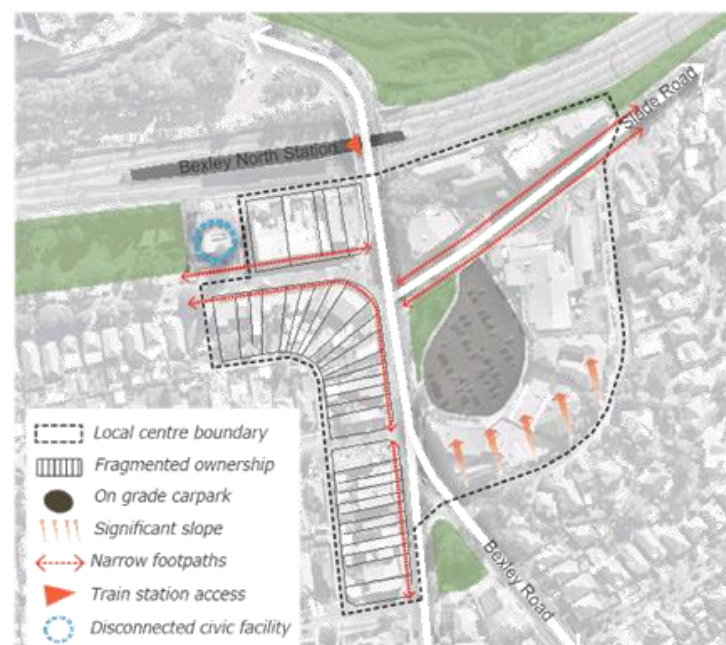 Slade Road
Bexley North Station
Local centre boundary
Fragmented ownership
On grade carpark
Significant slope
Narrow footpaths
Train station access
Disconnected civic facility
Bexley Road